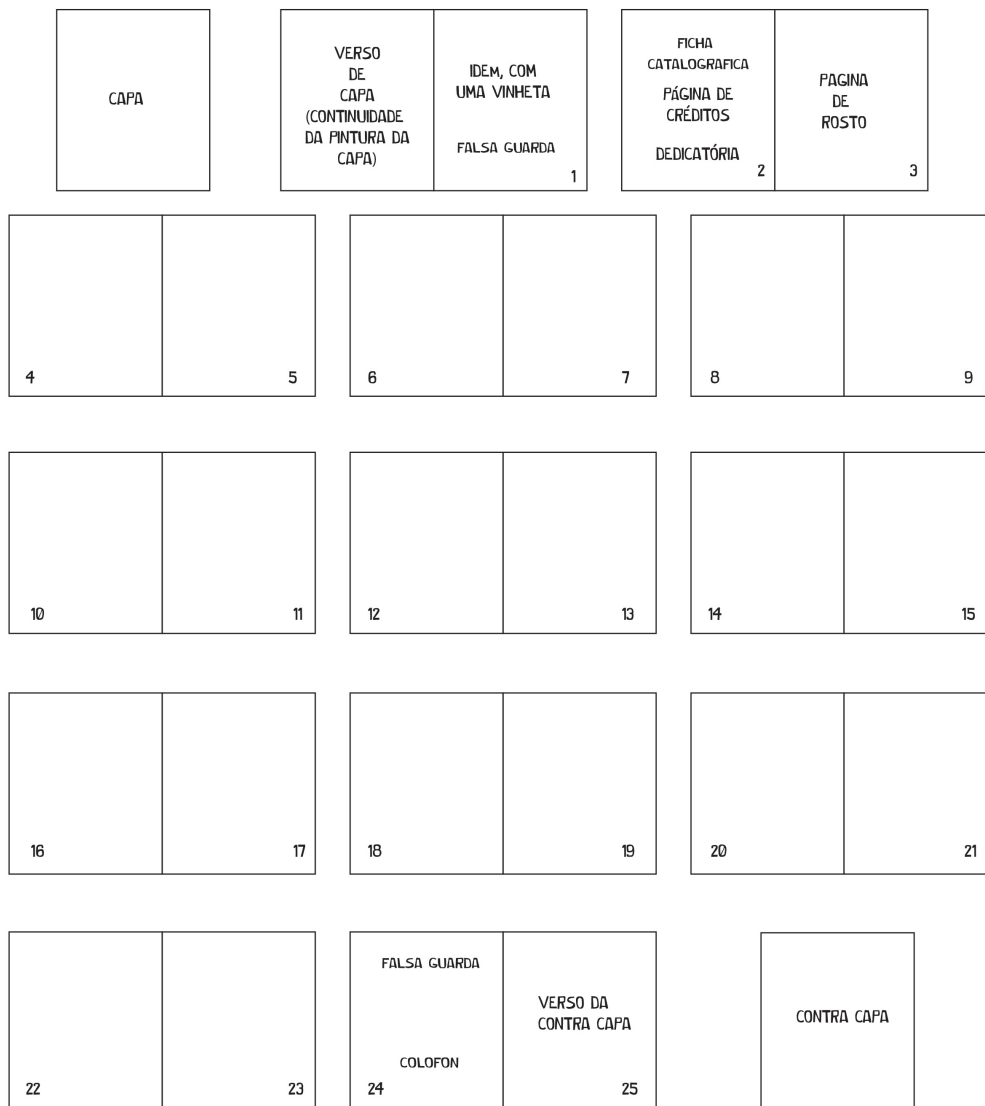 CAPA
VERSO
DE
CAPA
(CONTINUIDADE
DA PINTURA DA
CAPA)
IDEM, COM
UMA VINHETA
FALSA GUARDA
1
FICHA
CATALOGRAFICA
PÁGINA DE
CRÉDITOS
DEDICATÓRIA
2
PAGINA
DE
ROSTO
3
4
5
6
7
8
9
10
11
12
13
14
15
16
17
18
19
20
21
22
23
FALSA GUARDA
COLOFON
24
VERSO DA
CONTRA CAPA
25
CONTRA CAPA